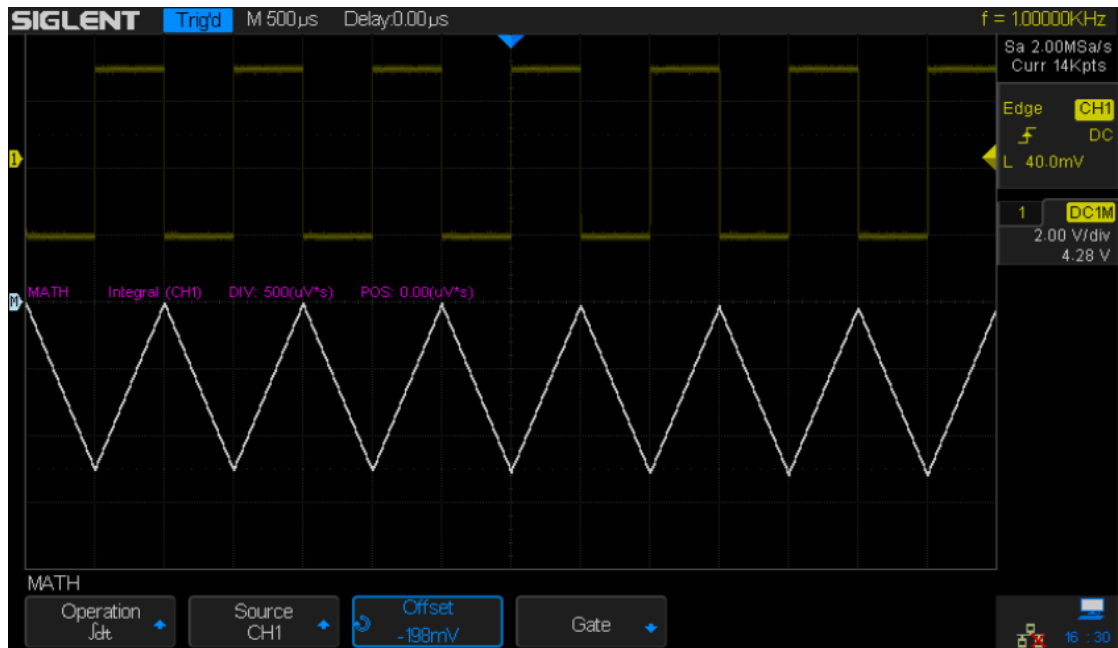 SIGLENT Trig'd M 500µs Delay:0.00µs f = 1.00000KHz
Sa 2.00MSa/s
Curr 14Kpts
Edge CH1
DC
L 40.0mV
1 DC1M
2.00 V/div
4.28 V
1
MATH Integral (CH1) DIV: 500(uV*s) POS: 0.00(uV*s)
M
MATH
Operation
∫dt
Source
CH1
Offset
-198mV
Gate
16 : 30